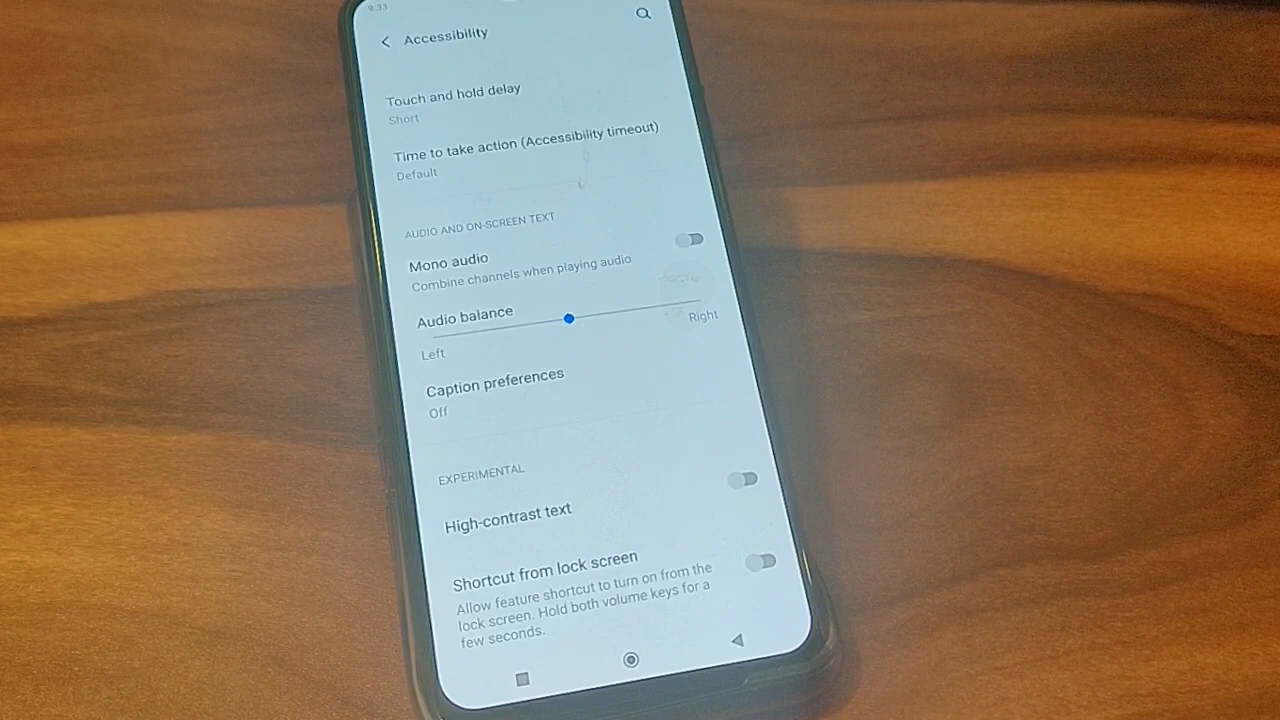 9:33
Accessibility
Touch and hold delay
Short
Time to take action (Accessibility timeout)
Default
AUDIO AND ON-SCREEN TEXT
Mono audio
Combine channels when playing audio
Audio balance
Left
Right
Caption preferences
Off
EXPERIMENTAL
High-contrast text
Shortcut from lock screen
Allow feature shortcut to turn on from the
lock screen. Hold both volume keys for a
few seconds.